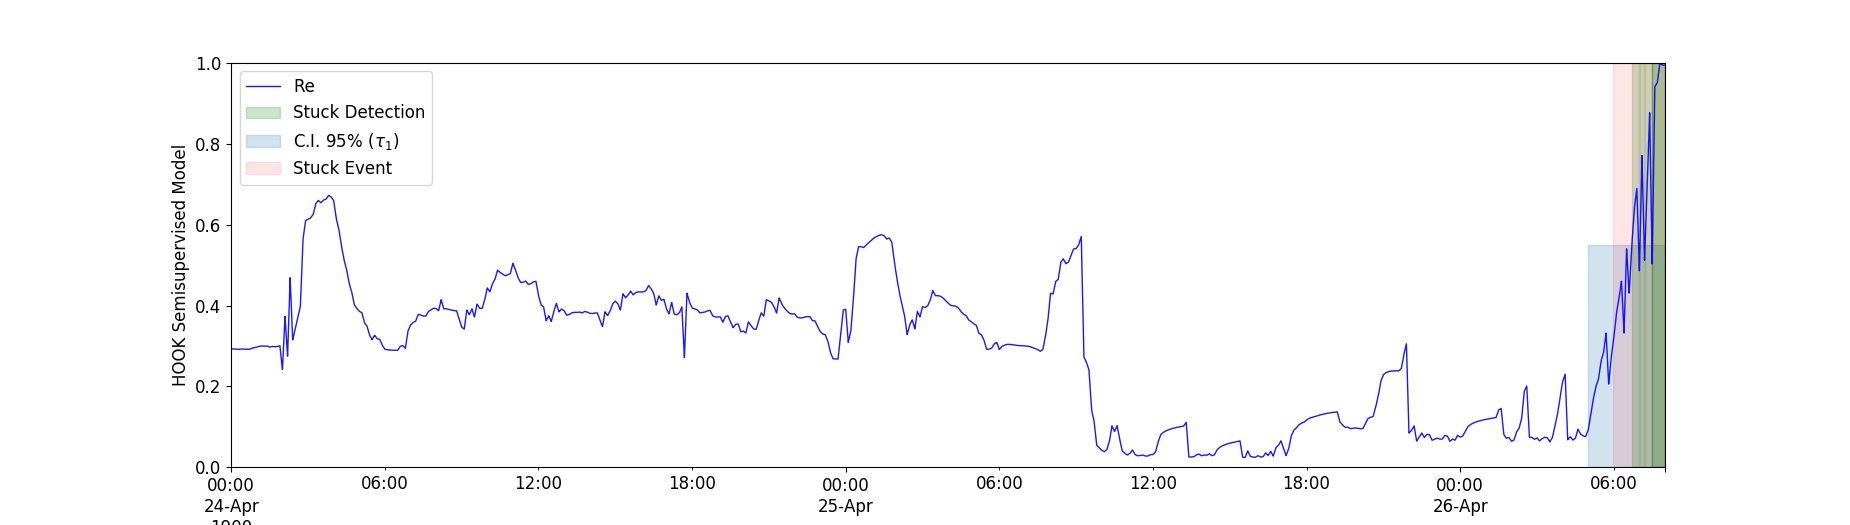 1.0
0.8
0.6
0.4
0.2
0.0
HOOK Semisupervised Model
Re
Stuck Detection
C.I. 95% (τ₁)
Stuck Event
00:00 06:00 12:00 18:00 00:00 06:00 12:00 18:00 00:00 06:00
24-Apr 25-Apr 26-Apr
1900